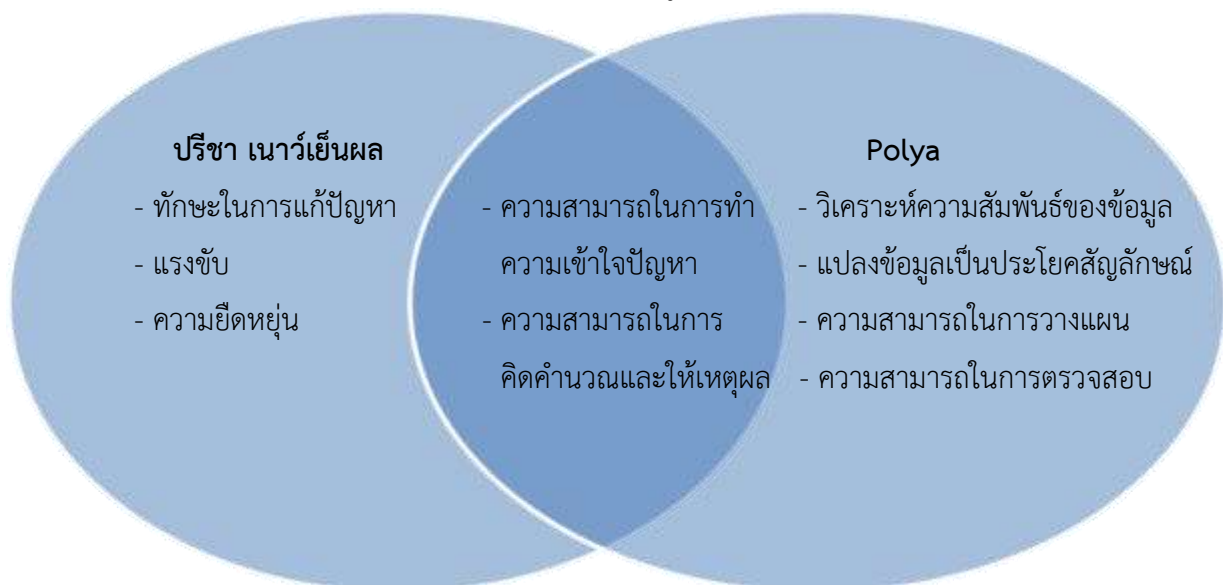 ปรีชา เนาว์เย็นผล
- ทักษะในการแก้ปัญหา
- แรงขับ
- ความยืดหยุ่น
- ความสามารถในการทำ
ความเข้าใจปัญหา
- ความสามารถในการ
คิดคำนวณและให้เหตุผล
Polya
- วิเคราะห์ความสัมพันธ์ของข้อมูล
- แปลงข้อมูลเป็นประโยคสัญลักษณ์
- ความสามารถในการวางแผน
- ความสามารถในการตรวจสอบ